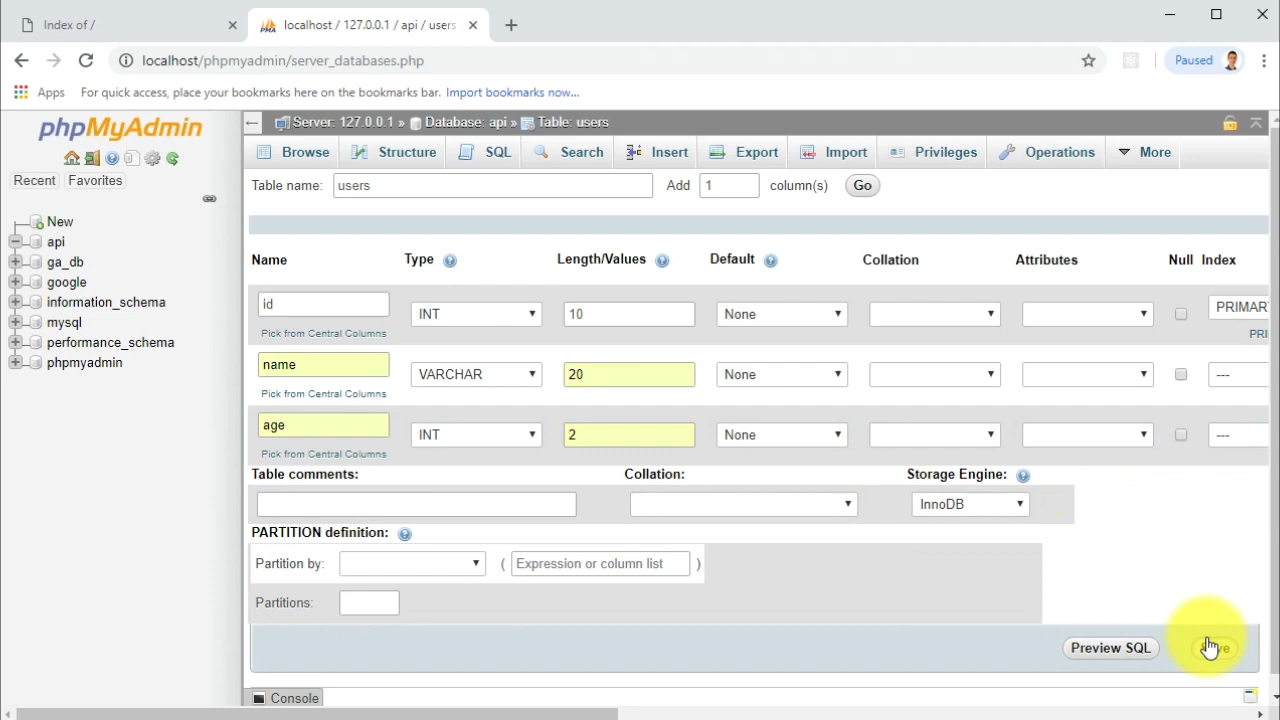 Index of /
PMA
localhost / 127.0.0.1 / api / users
localhost/phpmyadmin/server_databases.php
Paused
Apps
For quick access, place your bookmarks here on the bookmarks bar. Import bookmarks now...
phpMyAdmin
Recent
Favorites
New
api
ga_db
google
information_schema
mysql
performance_schema
phpmyadmin
Server: 127.0.0.1 » Database: api » Table: users
Browse Structure SQL Search Insert Export Import Privileges Operations More
Table name: users Add 1 column(s) Go
Name Type Length/Values Default Collation Attributes Null Index
id INT 10 None PRIMAR
Pick from Central Columns PRI
name VARCHAR 20 None ---
Pick from Central Columns
age INT 2 None ---
Pick from Central Columns
Table comments: Collation: Storage Engine:
InnoDB
PARTITION definition:
Partition by: ( Expression or column list )
Partitions:
Preview SQL Save
Console